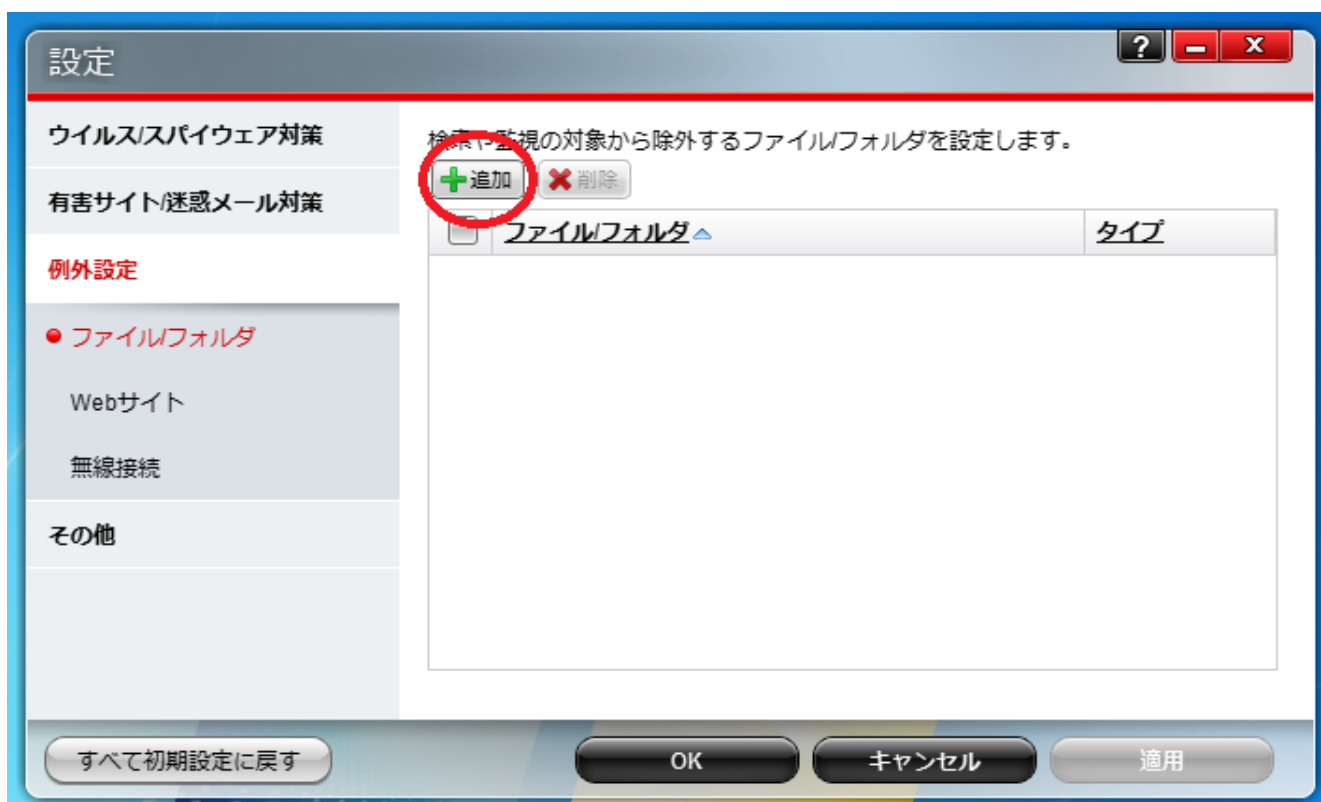 設定
?
ウイルス/スパイウェア対策
有害サイト/迷惑メール対策
例外設定
ファイル/フォルダ
Webサイト
無線接続
その他
検索や監視の対象から除外するファイル/フォルダを設定します。
追加 削除
ファイル/フォルダ タイプ
すべて初期設定に戻す OK キャンセル 適用